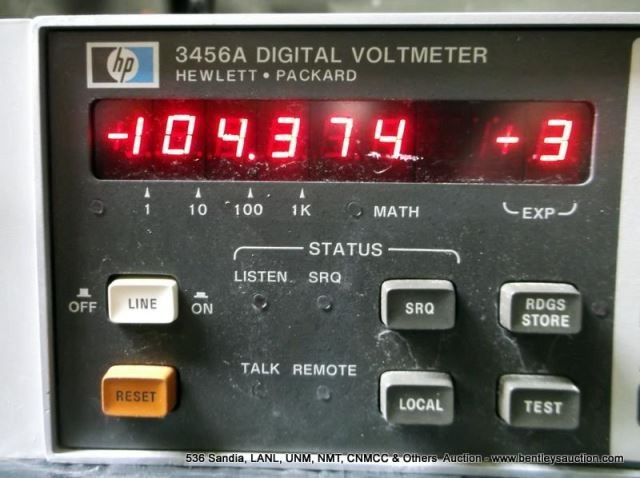 hp 3456A DIGITAL VOLTMETER
HEWLETT • PACKARD
-104.374 -3
1 10 100 1K MATH EXP
STATUS
LISTEN SRQ
OFF LINE ON SRQ RDGS STORE
TALK REMOTE
RESET LOCAL TEST
536 Sandia, LANL, UNM, NMT, CNMCC & Others Auction - www.bentleysauction.com